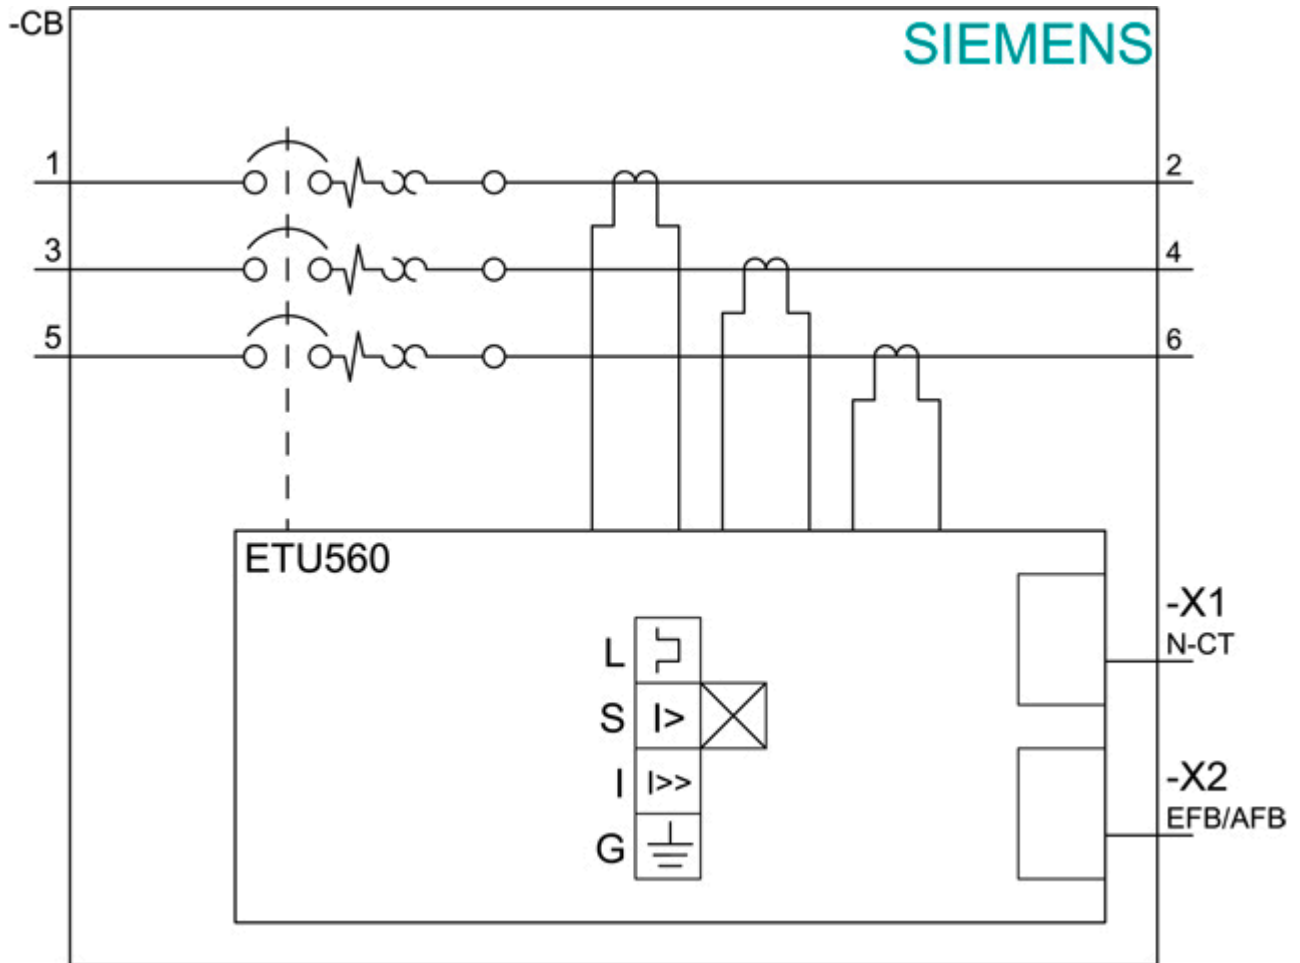 -CB
SIEMENS
1
2
3
4
5
6
ETU560
-X1
N-CT
L
S I>
I I>>
G
-X2
EFB/AFB